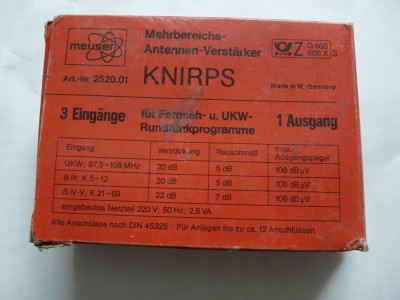 meuser
Mehrbereichs-
Antennen-Verstärker
Z G 655
608 X S
Art.-Nr. 2520.01
KNIRPS
Made in W.-Germany
3 Eingänge für Fernseh- u. UKW- 1 Ausgang
Rundfunkprogramme
Eingang Verstärkung Rauschmaß max. Ausgangspegel
UKW; 87,5-108 MHz 20 dB 5 dB 108 dB µV
B III; K 5-12 20 dB 5 dB 108 dB µV
B IV-V; K 21-69 22 dB 7 dB 106 dB µV
eingebautes Netzteil 220 V; 50 Hz; 2,6 VA
Alle Anschlüsse nach DIN 45325 · Für Anlagen bis zu ca. 12 Anschlüssen